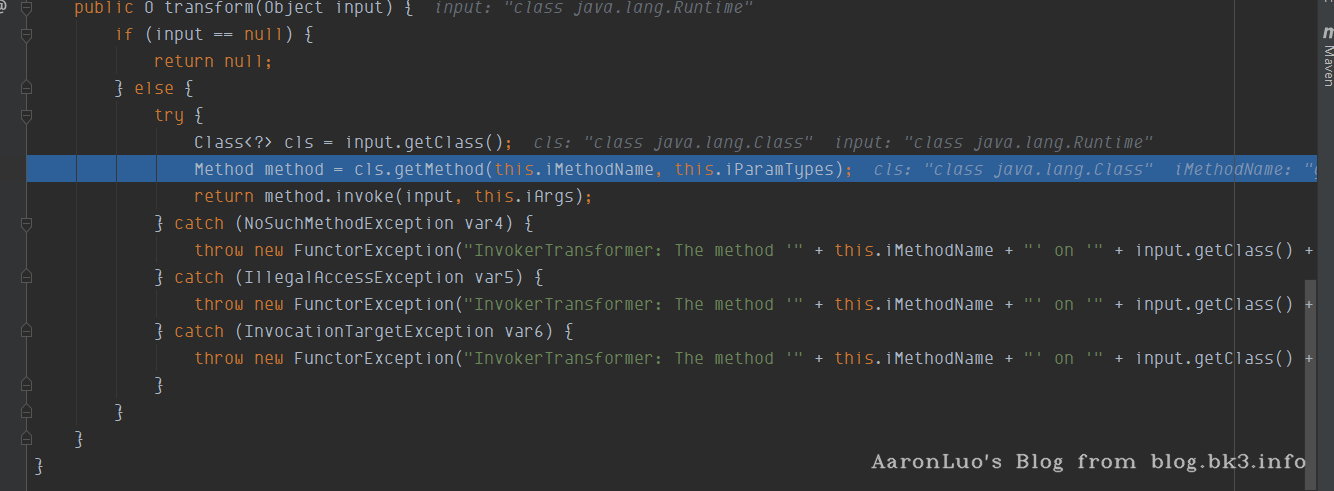 public O transform(Object input) {  input: "class java.lang.Runtime"
if (input == null) {
return null;
} else {
try {
Class<?> cls = input.getClass();  cls: "class java.lang.Class"  input: "class java.lang.Runtime"
Method method = cls.getMethod(this.iMethodName, this.iParamTypes);  cls: "class java.lang.Class"  iMethodName: "g
return method.invoke(input, this.iArgs);
} catch (NoSuchMethodException var4) {
throw new FunctorException("InvokerTransformer: The method '" + this.iMethodName + "' on '" + input.getClass() +
} catch (IllegalAccessException var5) {
throw new FunctorException("InvokerTransformer: The method '" + this.iMethodName + "' on '" + input.getClass() +
} catch (InvocationTargetException var6) {
throw new FunctorException("InvokerTransformer: The method '" + this.iMethodName + "' on '" + input.getClass() +
}
}
}
}
m Maven
AaronLuo's Blog from blog.bk3.info